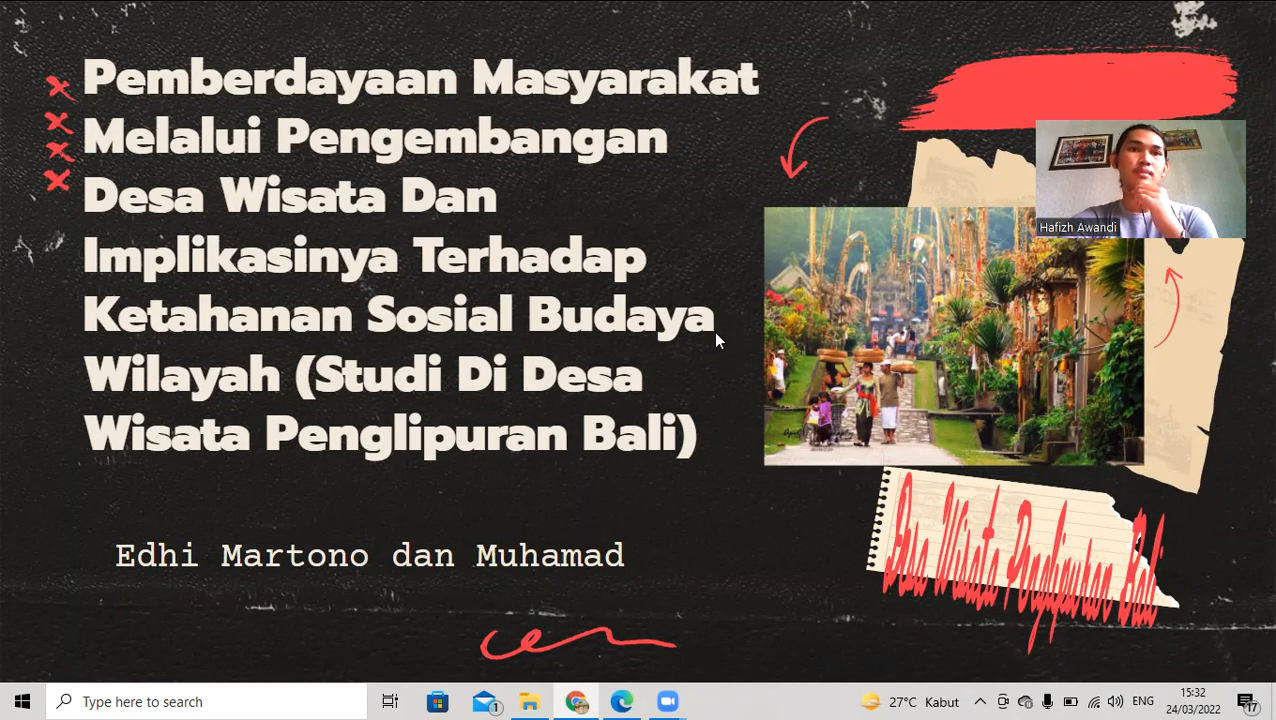 Pemberdayaan Masyarakat
Melalui Pengembangan
Desa Wisata Dan
Implikasinya Terhadap
Ketahanan Sosial Budaya
Wilayah (Studi Di Desa
Wisata Penglipuran Bali)
Edhi Martono dan Muhamad
Hafizh Awandi
Desa Wisata Penglipuran Bali
Type here to search
1
27°C Kabut
ENG
15:32
24/03/2022
17